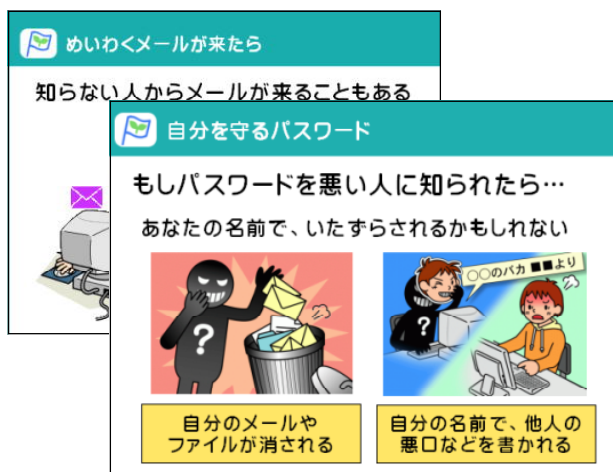 めいわくメールが来たら
知らない人からメールが来ることもある
自分を守るパスワード
もしパスワードを悪い人に知られたら…
あなたの名前で、いたずらされるかもしれない
?
○○のバカ ■■より
?
自分のメールや
ファイルが消される
自分の名前で、他人の
悪口などを書かれる